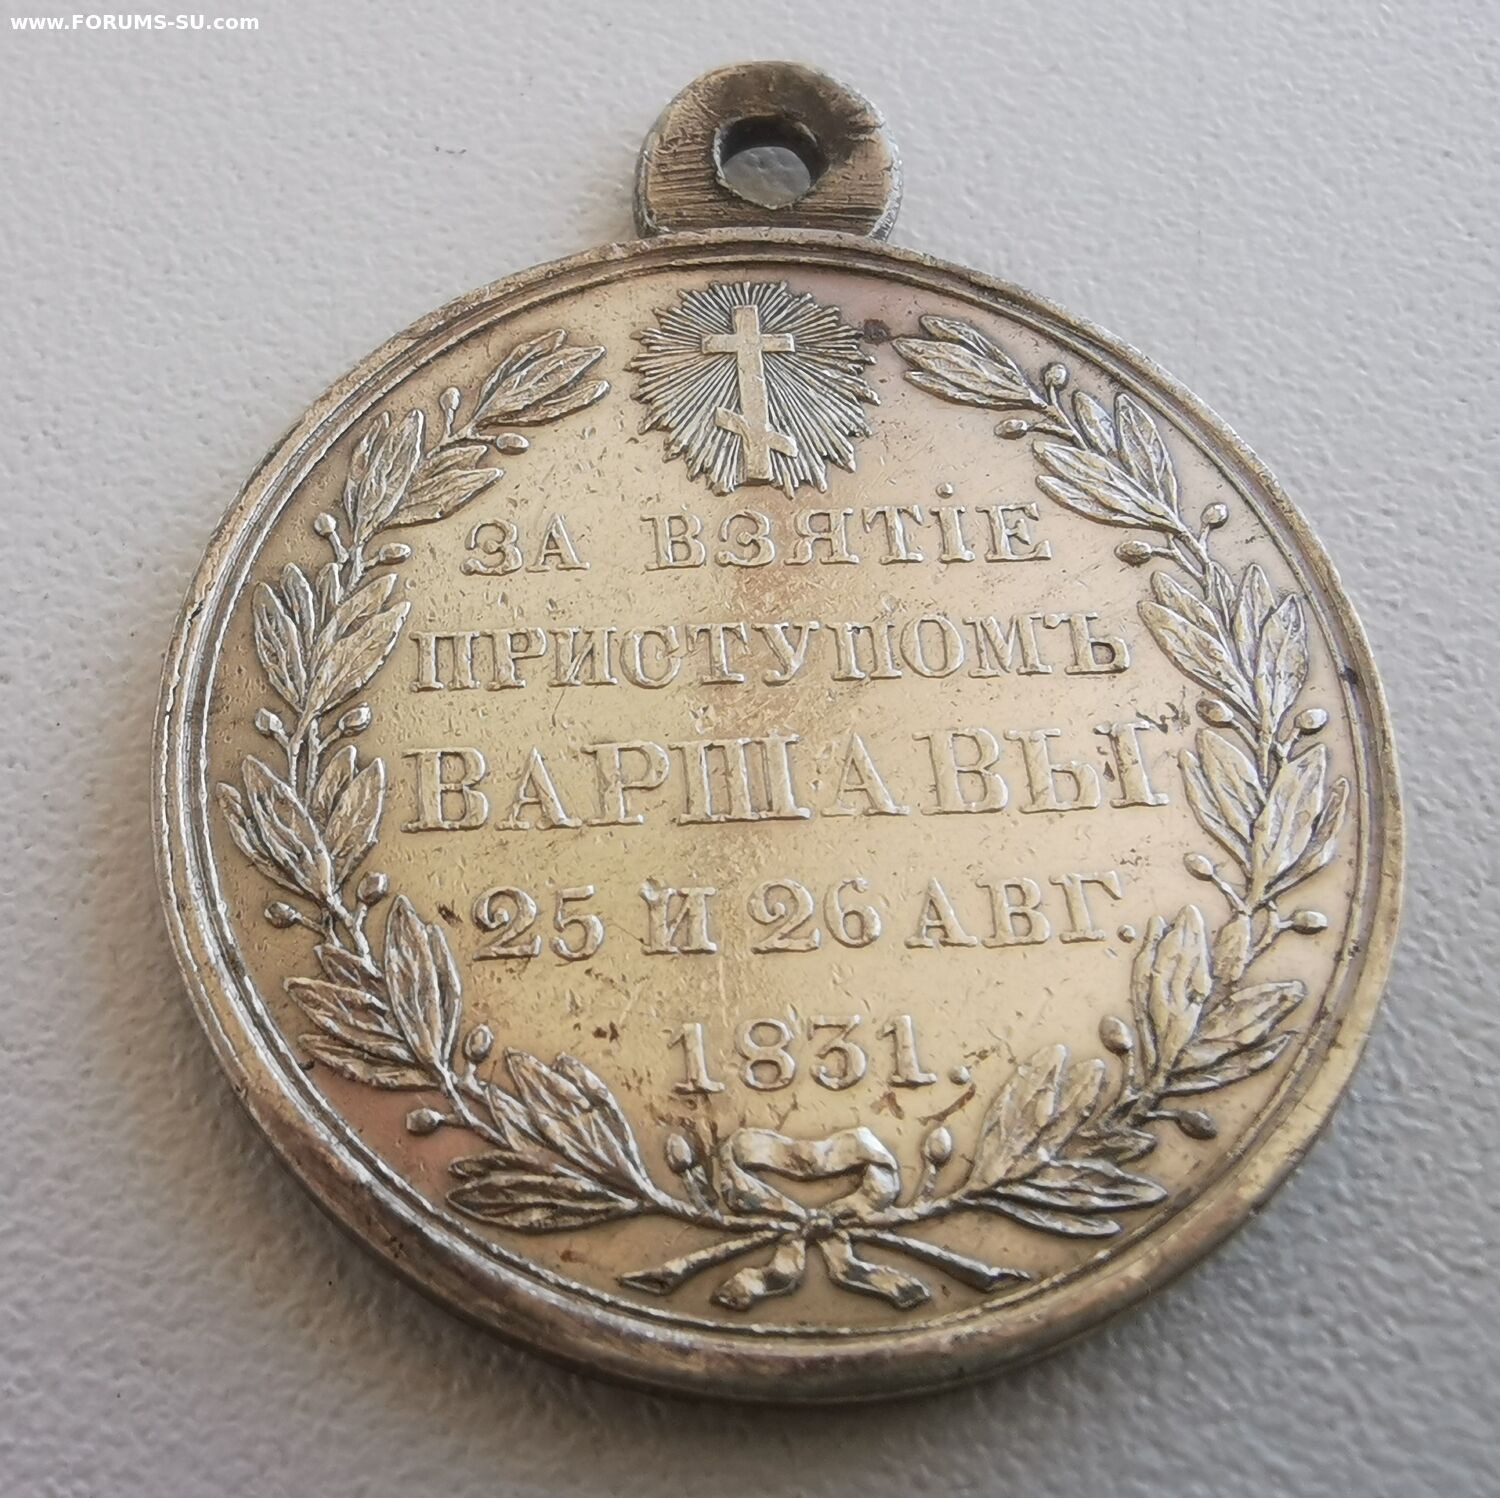 www.FORUMS-SU.com
ЗА ВЗЯТІЕ
ПРИСТУПОМЪ
ВАРШАВЫ
25 И 26 АВГ.
1831.